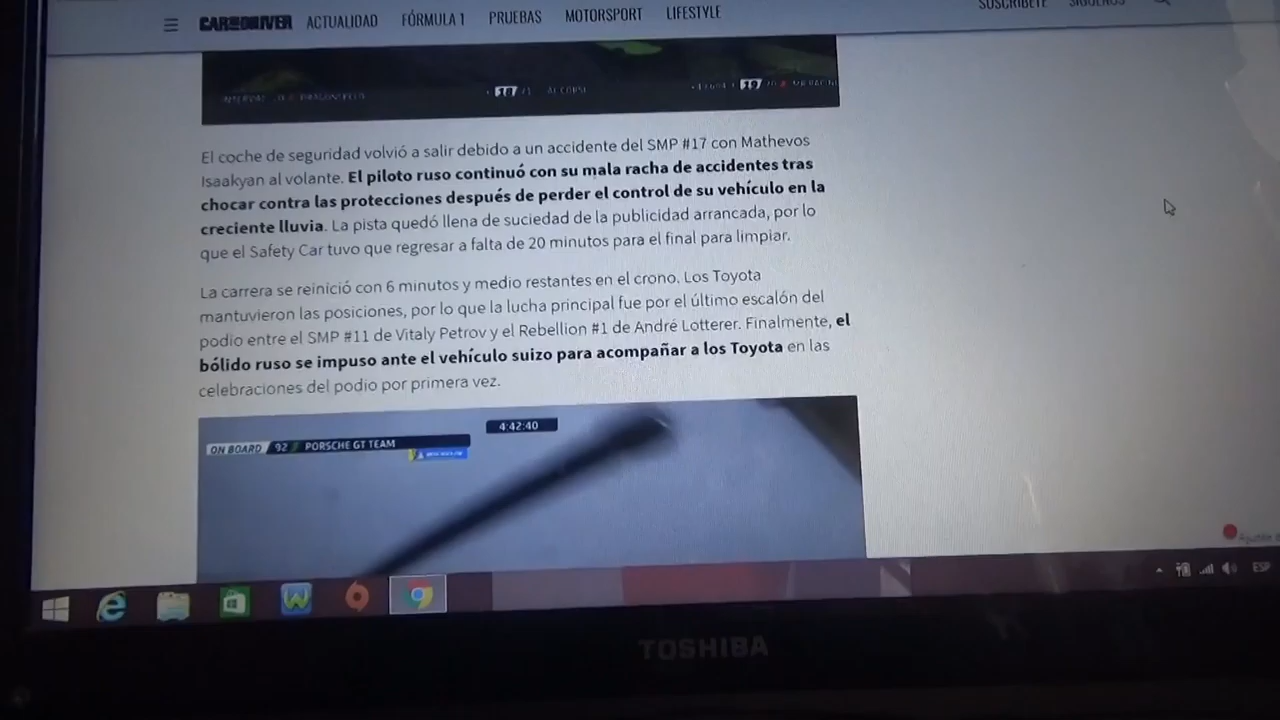 CAR AND DRIVER ACTUALIDAD FÓRMULA 1 PRUEBAS MOTORSPORT LIFESTYLE SUSCRÍBETE SÍGUENOS
18 19
El coche de seguridad volvió a salir debido a un accidente del SMP #17 con Mathevos
Isaakyan al volante. El piloto ruso continuó con su mala racha de accidentes tras
chocar contra las protecciones después de perder el control de su vehículo en la
creciente lluvia. La pista quedó llena de suciedad de la publicidad arrancada, por lo
que el Safety Car tuvo que regresar a falta de 20 minutos para el final para limpiar.
La carrera se reinició con 6 minutos y medio restantes en el crono. Los Toyota
mantuvieron las posiciones, por lo que la lucha principal fue por el último escalón del
podio entre el SMP #11 de Vitaly Petrov y el Rebellion #1 de André Lotterer. Finalmente, el
bólido ruso se impuso ante el vehículo suizo para acompañar a los Toyota en las
celebraciones del podio por primera vez.
4:42:40
ON BOARD 92 PORSCHE GT TEAM
ESP
TOSHIBA